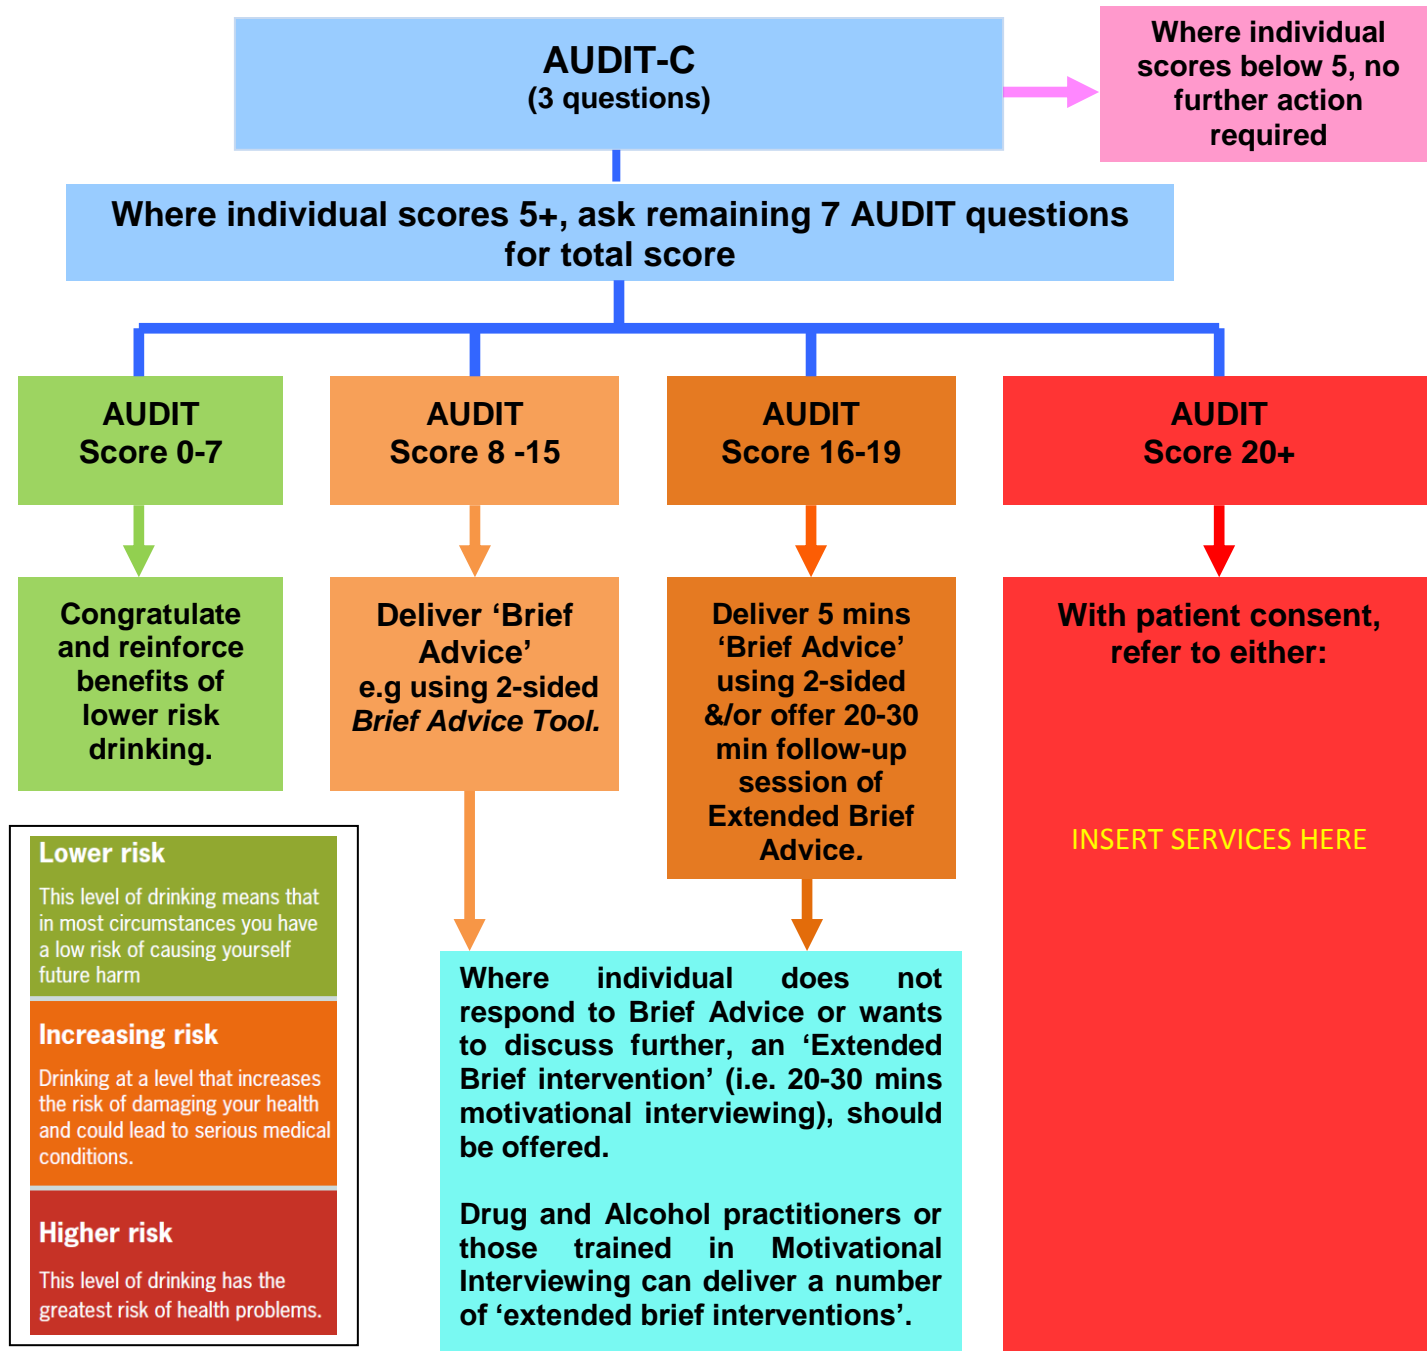 AUDIT-C
(3 questions)
Where individual
scores below 5, no
further action
required
Where individual scores 5+, ask remaining 7 AUDIT questions
for total score
AUDIT
Score 0-7
AUDIT
Score 8 -15
AUDIT
Score 16-19
AUDIT
Score 20+
Congratulate
and reinforce
benefits of
lower risk
drinking.
Deliver ‘Brief
Advice’
e.g using 2-sided
Brief Advice Tool.
Deliver 5 mins
‘Brief Advice’
using 2-sided
&/or offer 20-30
min follow-up
session of
Extended Brief
Advice.
With patient consent,
refer to either:
INSERT SERVICES HERE
Lower risk
This level of drinking means that
in most circumstances you have
a low risk of causing yourself
future harm
Increasing risk
Drinking at a level that increases
the risk of damaging your health
and could lead to serious medical
conditions.
Higher risk
This level of drinking has the
greatest risk of health problems.
Where individual does not
respond to Brief Advice or wants
to discuss further, an ‘Extended
Brief intervention’ (i.e. 20-30 mins
motivational interviewing), should
be offered.
Drug and Alcohol practitioners or
those trained in Motivational
Interviewing can deliver a number
of ‘extended brief interventions’.